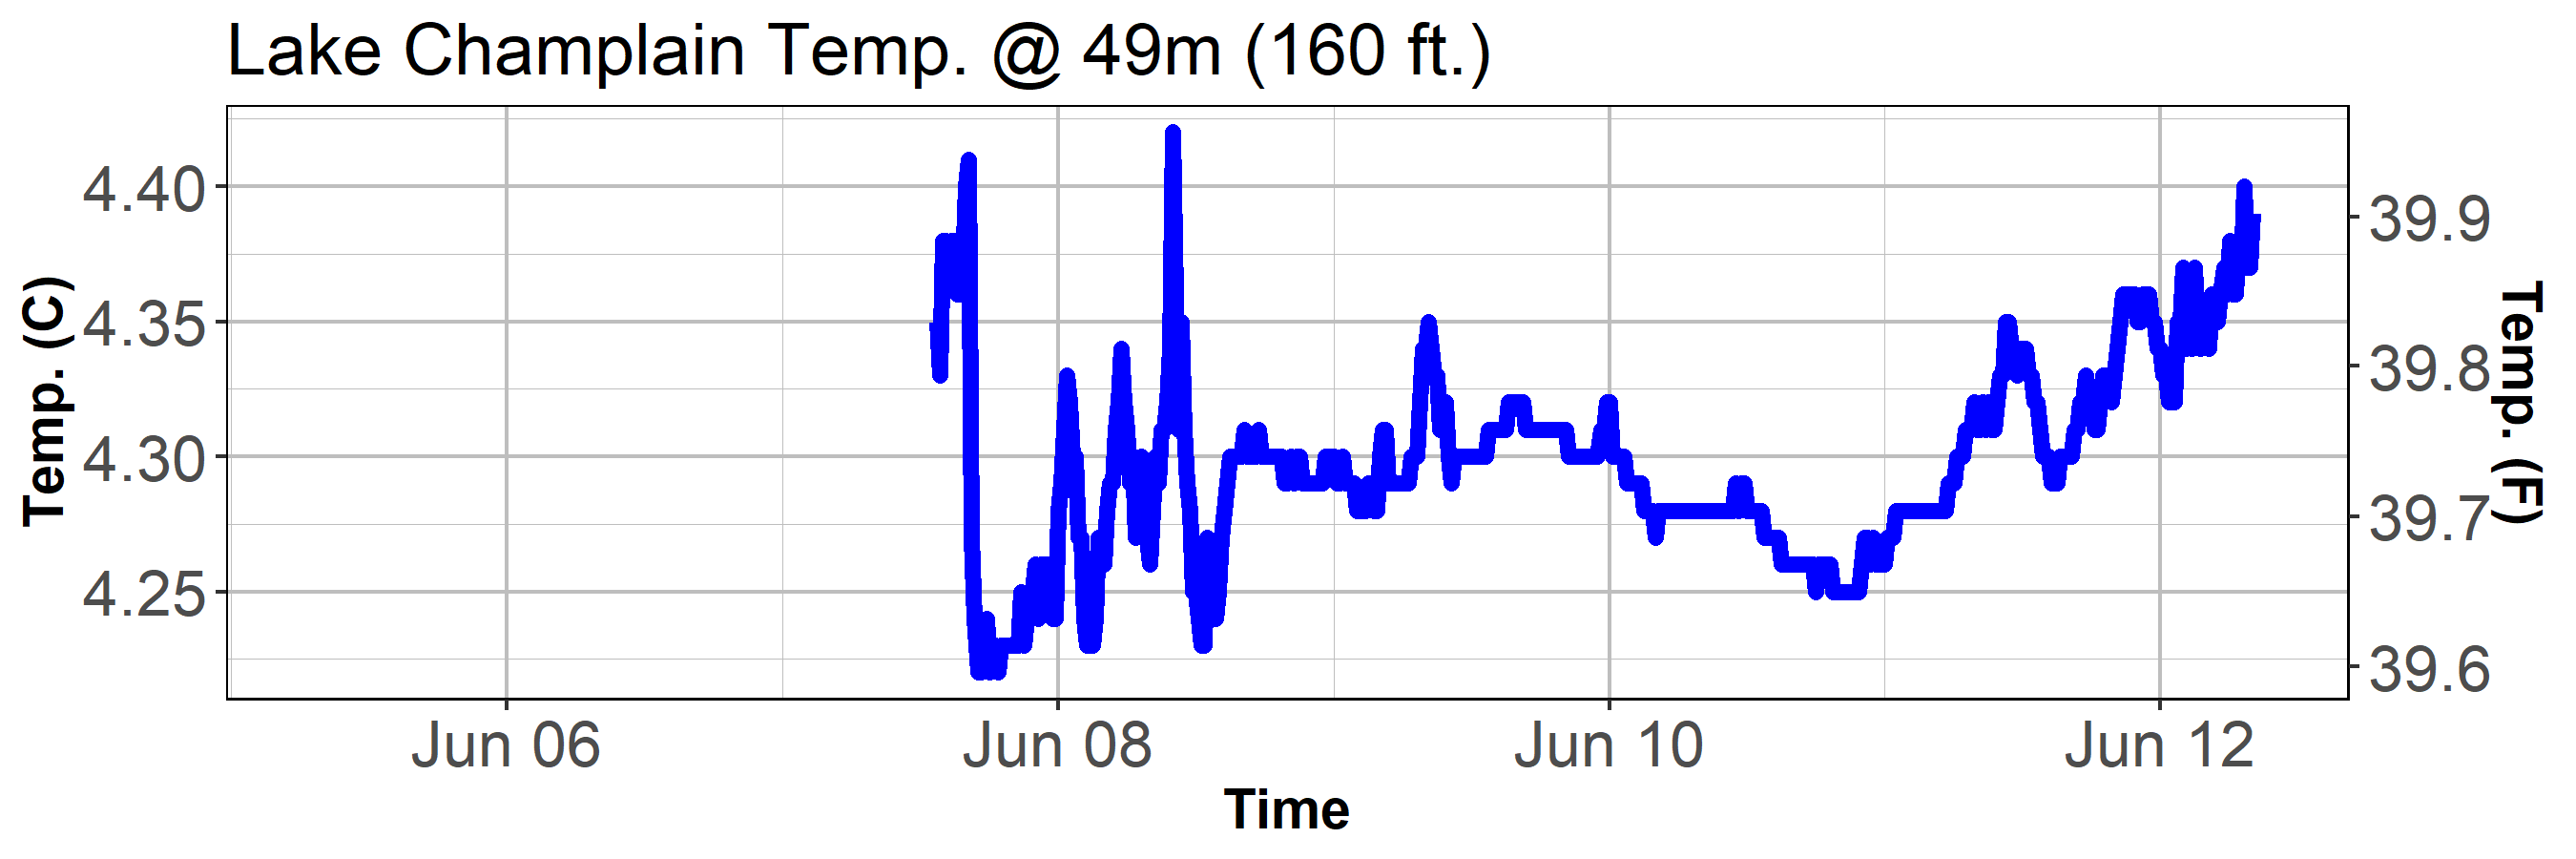 Lake Champlain Temp. @ 49m (160 ft.)
Temp. (C)
4.40
4.35
4.30
4.25
39.9
39.8
39.7
39.6
Temp. (F)
Jun 06 Jun 08 Jun 10 Jun 12
Time